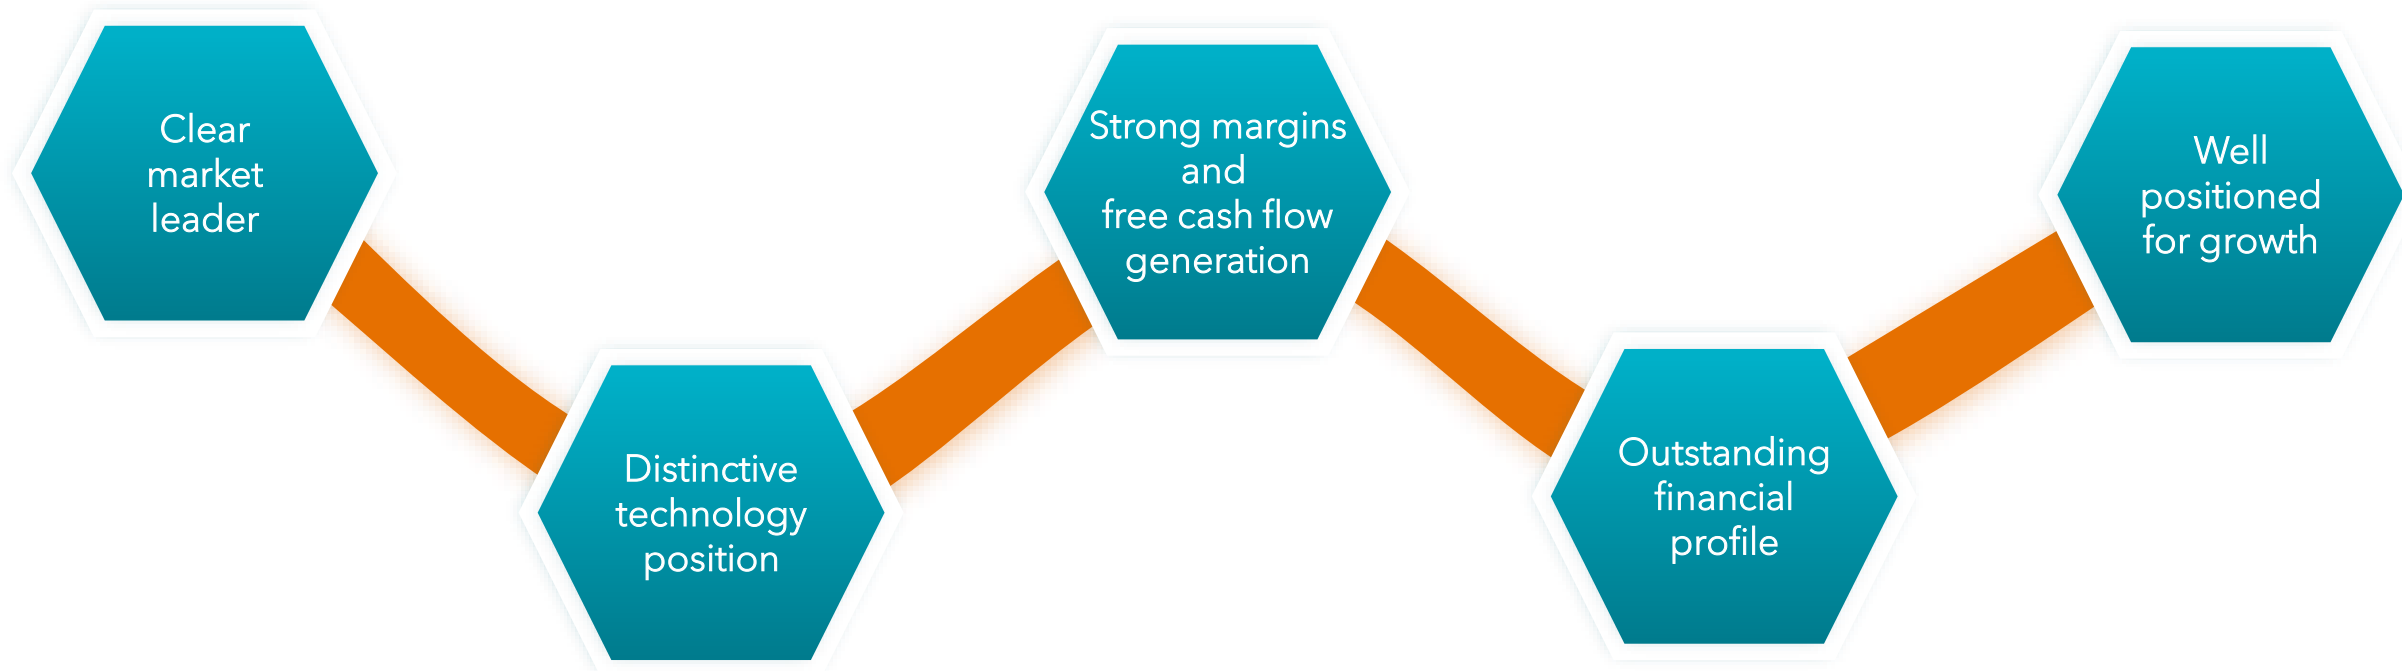 Clear
market
leader
Distinctive
technology
position
Strong margins
and
free cash flow
generation
Outstanding
financial
profile
Well
positioned
for growth